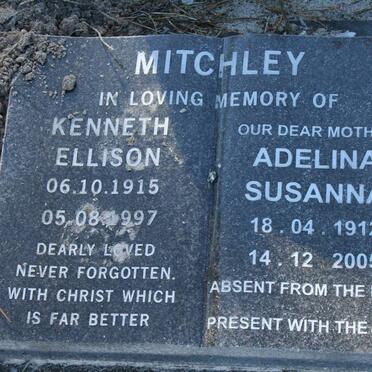 MITCHLEY
IN LOVING MEMORY OF
KENNETH
ELLISON
06.10.1915
05.08.1997
DEARLY LOVED
NEVER FORGOTTEN.
WITH CHRIST WHICH
IS FAR BETTER
OUR DEAR MOTH
ADELINA
SUSANNA
18.04.1912
14.12.2005
ABSENT FROM THE
PRESENT WITH THE